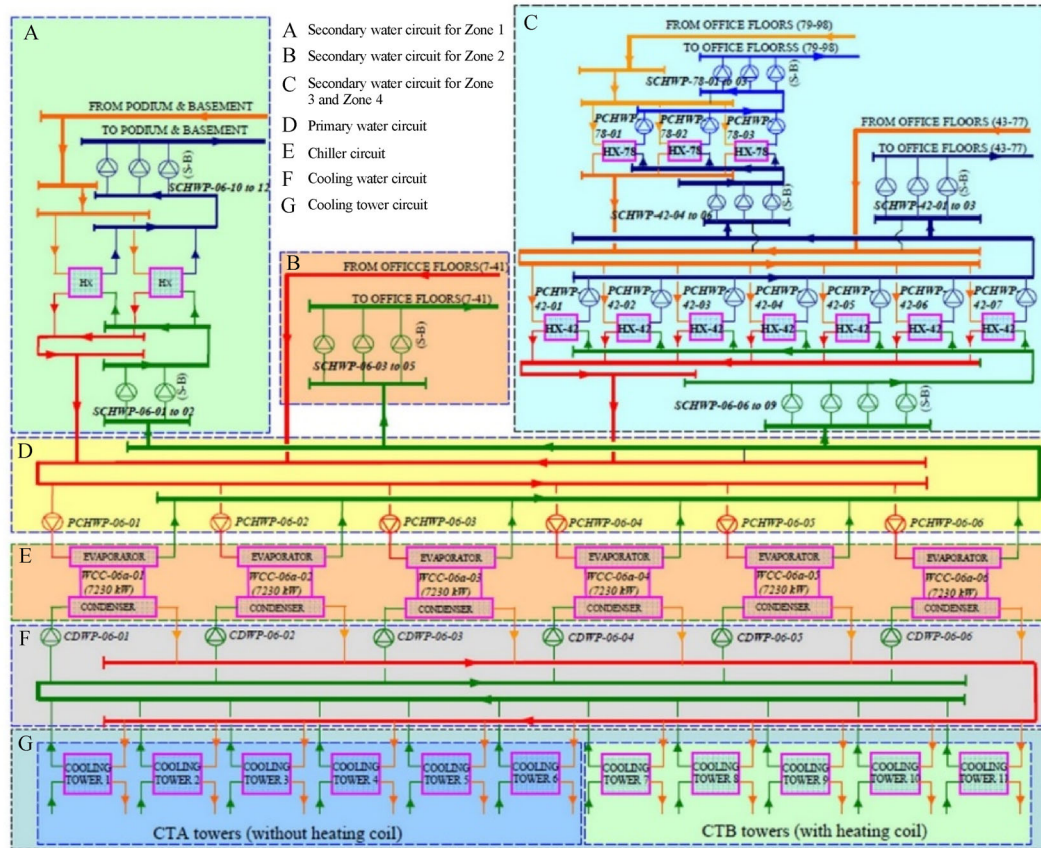 A
FROM PODIUM & BASEMENT
TO PODIUM & BASEMENT
(S-B)
SCHWP-06-10 to 12
HX HX
(S-B)
SCHWP-06-01 to 02
A Secondary water circuit for Zone 1
B Secondary water circuit for Zone 2
C Secondary water circuit for Zone
3 and Zone 4
D Primary water circuit
E Chiller circuit
F Cooling water circuit
G Cooling tower circuit
B
FROM OFFICCE FLOORS(7-41)
TO OFFICE FLOORS(7-41)
(S-B)
SCHWP-06-03 to 05
C
FROM OFFICE FLOORS (79-98)
TO OFFICE FLOORSS (79-98)
(S-B)
SCHWP-78-01 to 03
PCHWP-78-01 PCHWP-78-02 PCHWP-78-03
HX-78 HX-78 HX-78
FROM OFFICE FLOORS (43-77)
TO OFFICE FLOORS (43-77)
(S-B)
(S-B)
SCHWP-42-04 to 06
SCHWP-42-01 to 03
PCHWP-42-01 PCHWP-42-02 PCHWP-42-03 PCHWP-42-04 PCHWP-42-05 PCHWP-42-06 PCHWP-42-07
HX-42 HX-42 HX-42 HX-42 HX-42 HX-42 HX-42
SCHWP-06-06 to 09
(S-B)
D
PCHWP-06-01 PCHWP-06-02 PCHWP-06-03 PCHWP-06-04 PCHWP-06-05 PCHWP-06-06
E
EVAPORAROR EVAPORATOR EVAPORATOR EVAPORATOR EVAPORATOR EVAPORATOR
WCC-06a-01 WCC-06a-02 WCC-06a-03 WCC-06a-04 WCC-06a-05 WCC-06a-06
(7230 kW) (7230 kW) (7230 kW) (7230 kW) (7230 kW) (7230 kW)
CONDENSER CONDENSER CONDENSER CONDENSER CONDENSER CONDENSER
F
CDWP-06-01 CDWP-06-02 CDWP-06-03 CDWP-06-04 CDWP-06-05 CDWP-06-06
G
COOLING COOLING COOLING COOLING COOLING COOLING COOLING COOLING COOLING COOLING COOLING
TOWER 1 TOWER 2 TOWER 3 TOWER 4 TOWER 5 TOWER 6 TOWER 7 TOWER 8 TOWER 9 TOWER 10 TOWER 11
CTA towers (without heating coil)
CTB towers (with heating coil)